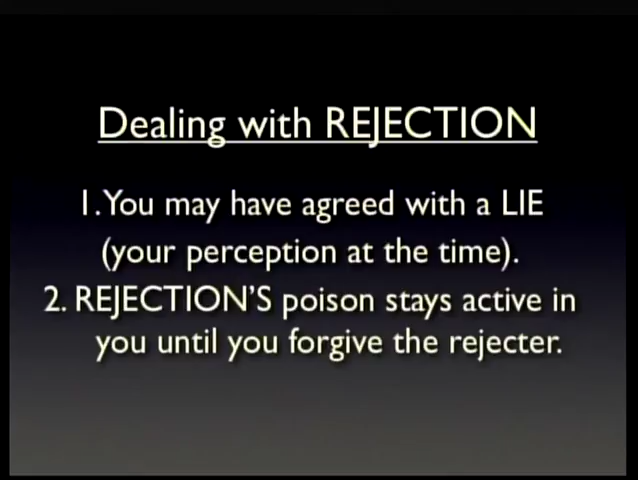 Dealing with REJECTION
1. You may have agreed with a LIE
(your perception at the time).
2. REJECTION'S poison stays active in
you until you forgive the rejecter.